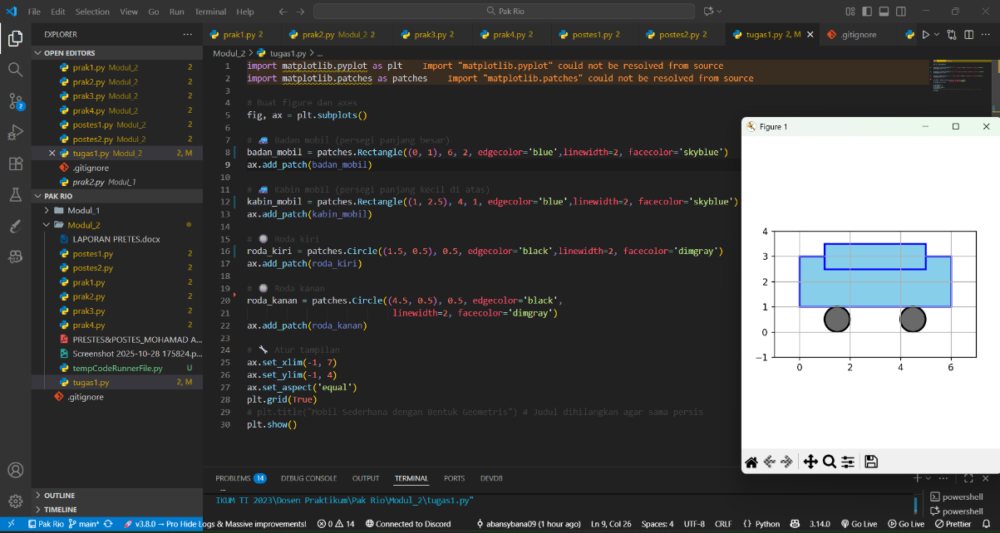 File Edit Selection View Go Run Terminal Help
Pak Rio
EXPLORER
OPEN EDITORS
prak1.py Modul_2 2
prak2.py Modul_2 2
prak3.py Modul_2 2
prak4.py Modul_2 2
postes1.py Modul_2 2
postes2.py Modul_2 2
tugas1.py Modul_2 2, M
.gitignore
prak2.py Modul_1
PAK RIO
Modul_1
Modul_2
LAPORAN PRETES.docx
postes1.py 2
postes2.py 2
prak1.py 2
prak2.py 2
prak3.py 2
prak4.py 2
PRESTES&POSTES_MOHAMAD A...
Screenshot 2025-10-28 175824.p...
tempCodeRunnerFile.py U
tugas1.py 2, M
.gitignore
OUTLINE
TIMELINE
2
prak1.py 2 prak2.py Modul_2 2 prak3.py 2 prak4.py 2 postes1.py 2 postes2.py 2 tugas1.py 2, M .gitignore
Modul_2 > tugas1.py > ...
1 import matplotlib.pyplot as plt Import "matplotlib.pyplot" could not be resolved from source
2 import matplotlib.patches as patches Import "matplotlib.patches" could not be resolved from source
3
4 # Buat figure dan axes
5 fig, ax = plt.subplots()
6
7 # 🚙 Badan mobil (persegi panjang besar)
8 badan_mobil = patches.Rectangle((0, 1), 6, 2, edgecolor='blue',linewidth=2, facecolor='skyblue')
9 ax.add_patch(badan_mobil)
10
11 # 🚙 Kabin mobil (persegi panjang kecil di atas)
12 kabin_mobil = patches.Rectangle((1, 2.5), 4, 1, edgecolor='blue',linewidth=2, facecolor='skyblue')
13 ax.add_patch(kabin_mobil)
14
15 # Roda kiri
16 roda_kiri = patches.Circle((1.5, 0.5), 0.5, edgecolor='black',linewidth=2, facecolor='dimgray')
17 ax.add_patch(roda_kiri)
18
19 # Roda kanan
20 roda_kanan = patches.Circle((4.5, 0.5), 0.5, edgecolor='black',
21 linewidth=2, facecolor='dimgray')
22 ax.add_patch(roda_kanan)
23
24 # 🔧 Atur tampilan
25 ax.set_xlim(-1, 7)
26 ax.set_ylim(-1, 4)
27 ax.set_aspect('equal')
28 plt.grid(True)
29 # plt.title("Mobil Sederhana dengan Bentuk Geometris") # Judul dihilangkan agar sama persis
30 plt.show()
Figure 1
4
3
2
1
0
−1
0 2 4 6
PROBLEMS 14 DEBUG CONSOLE OUTPUT TERMINAL PORTS DEVDB
IKUM TI 2023\Dosen Praktikum\Pak Rio\Modul_2\tugas1.py"
powershell
powershell
Pak Rio main* v3.8.0 → Pro Hide Logs & Massive improvements! 0 14 Connected to Discord abansybana09 (1 hour ago) Ln 9, Col 26 Spaces: 4 UTF-8 CRLF {} Python 3.14.0 Go Live Go Live Prettier